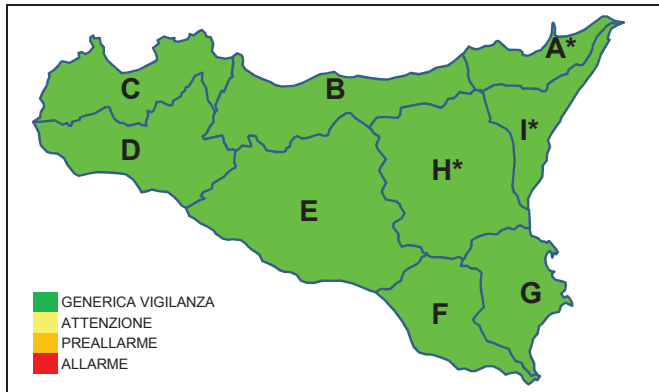 A*
C
B
I*
D
H*
E
G
F
GENERICA VIGILANZA
ATTENZIONE
PREALLARME
ALLARME